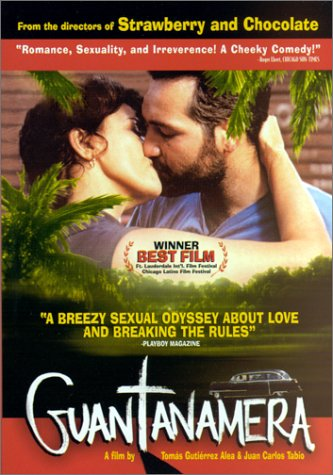 From the directors of Strawberry and Chocolate
"Romance, Sexuality, and Irreverence! A Cheeky Comedy!"
-Roger Ebert, CHICAGO SUN-TIMES
WINNER
BEST FILM
Ft. Lauderdale Int'l. Film Festival
Chicago Latino Film Festival
"A BREEZY SEXUAL ODYSSEY ABOUT LOVE
AND BREAKING THE RULES"
-PLAYBOY MAGAZINE
GUANTANAMERA
A film by Tomás Gutiérrez Alea & Juan Carlos Tabío